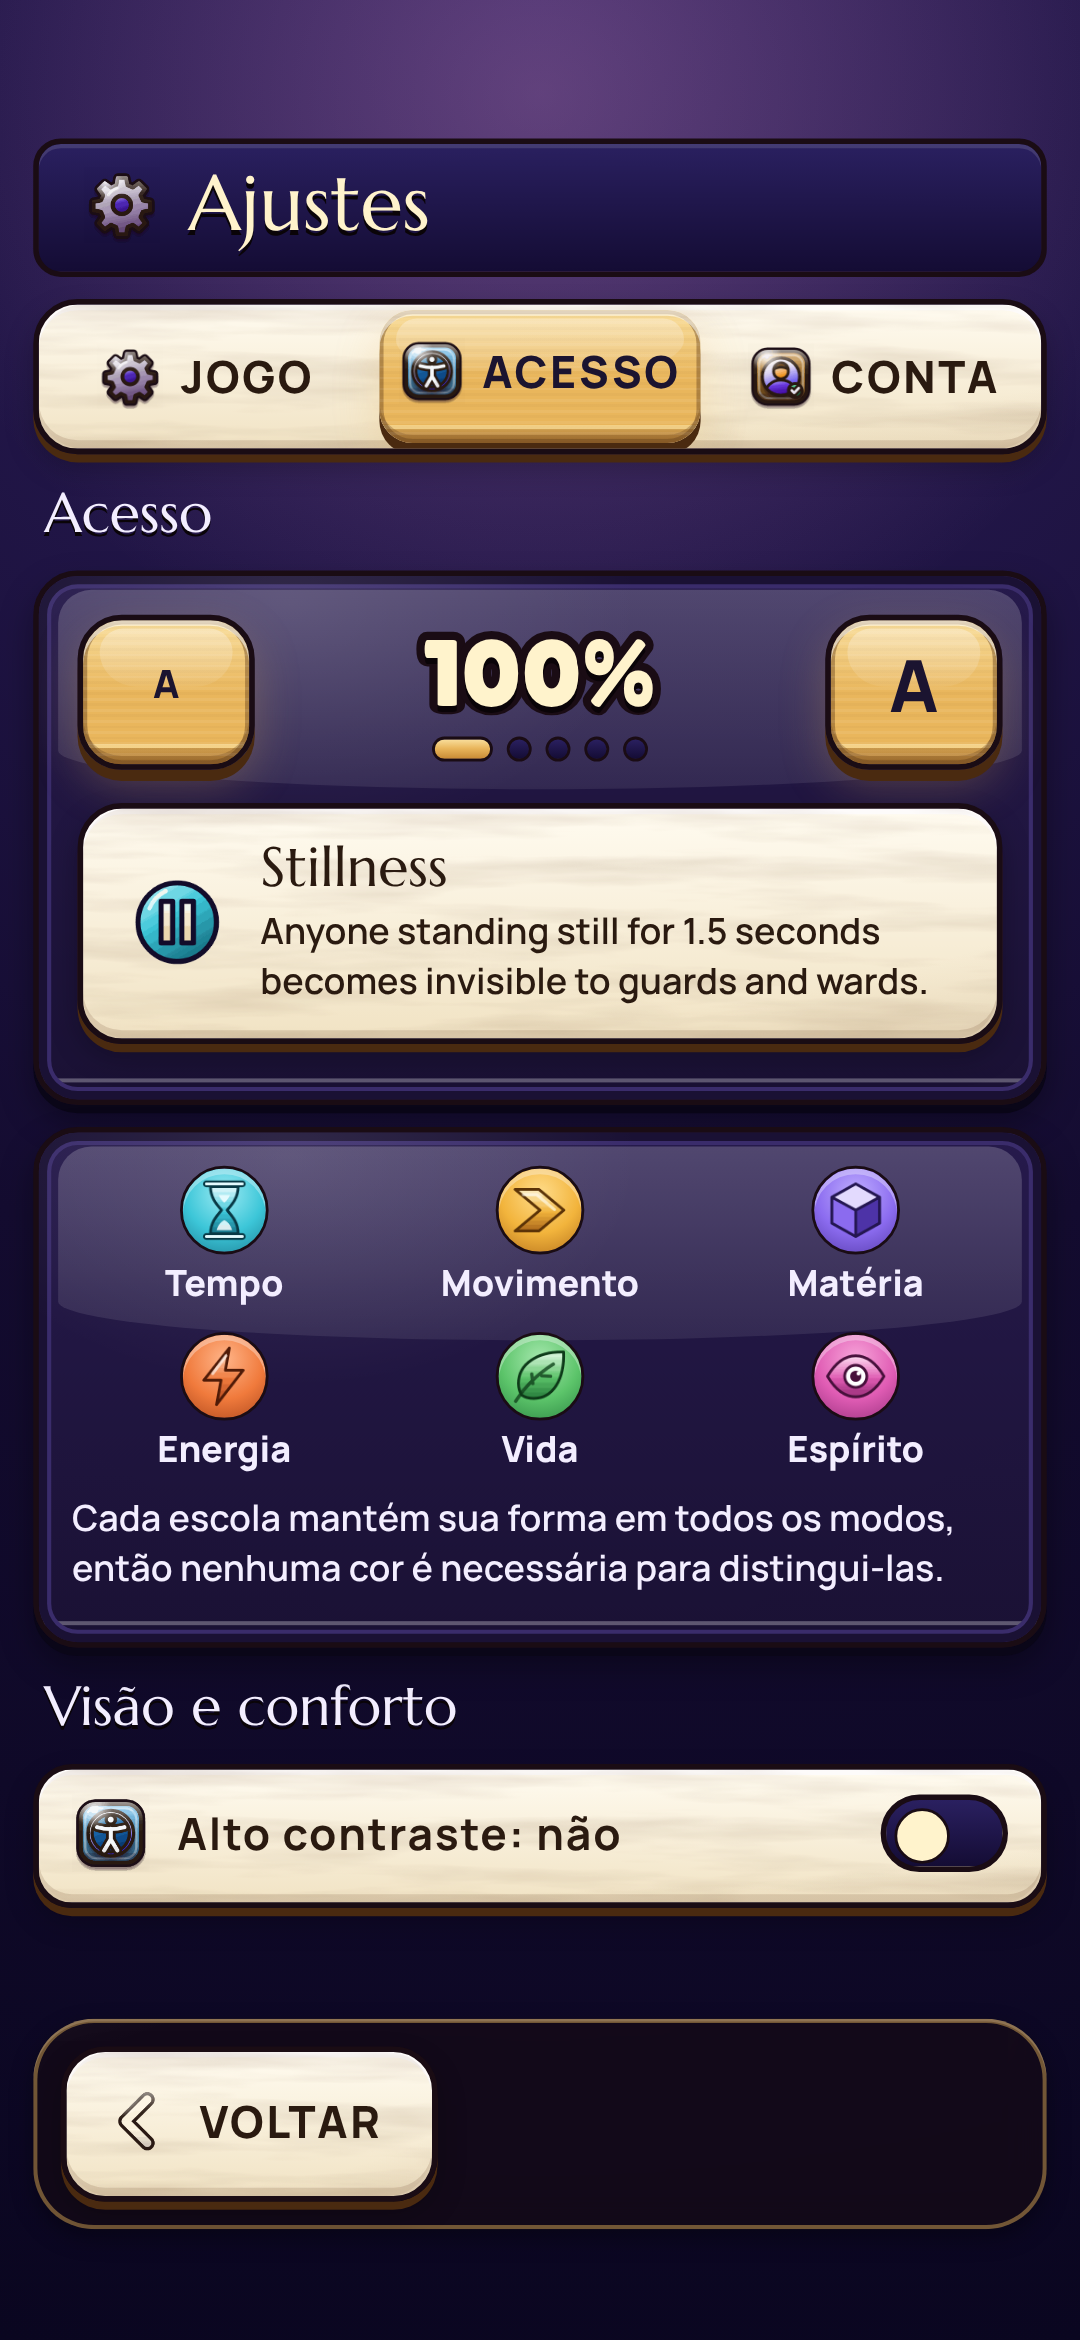 Ajustes
JOGO
ACESSO
CONTA
Acesso
A
100%
A
Stillness
Anyone standing still for 1.5 seconds
becomes invisible to guards and wards.
Tempo
Movimento
Matéria
Energia
Vida
Espírito
Cada escola mantém sua forma em todos os modos,
então nenhuma cor é necessária para distingui-las.
Visão e conforto
Alto contraste: não
VOLTAR